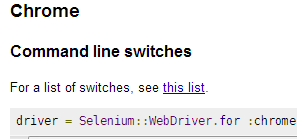 Chrome
Command line switches
For a list of switches, see this list.
driver = Selenium::WebDriver.for :chrome